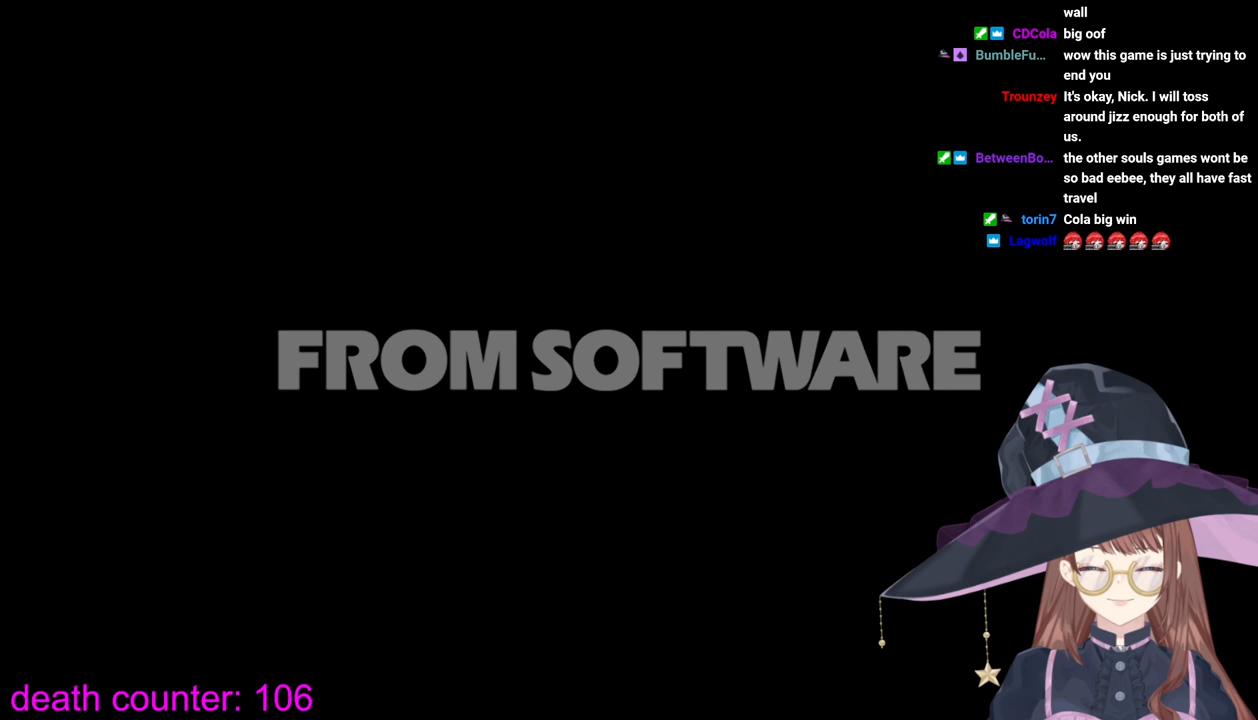 wall
CDCola big oof
BumbleFu... wow this game is just trying to
end you
Trounzey It's okay, Nick. I will toss
around jizz enough for both of
us.
BetweenBo... the other souls games wont be
so bad eebee, they all have fast
travel
torin7 Cola big win
Lagwolf
FROM SOFTWARE
death counter: 106